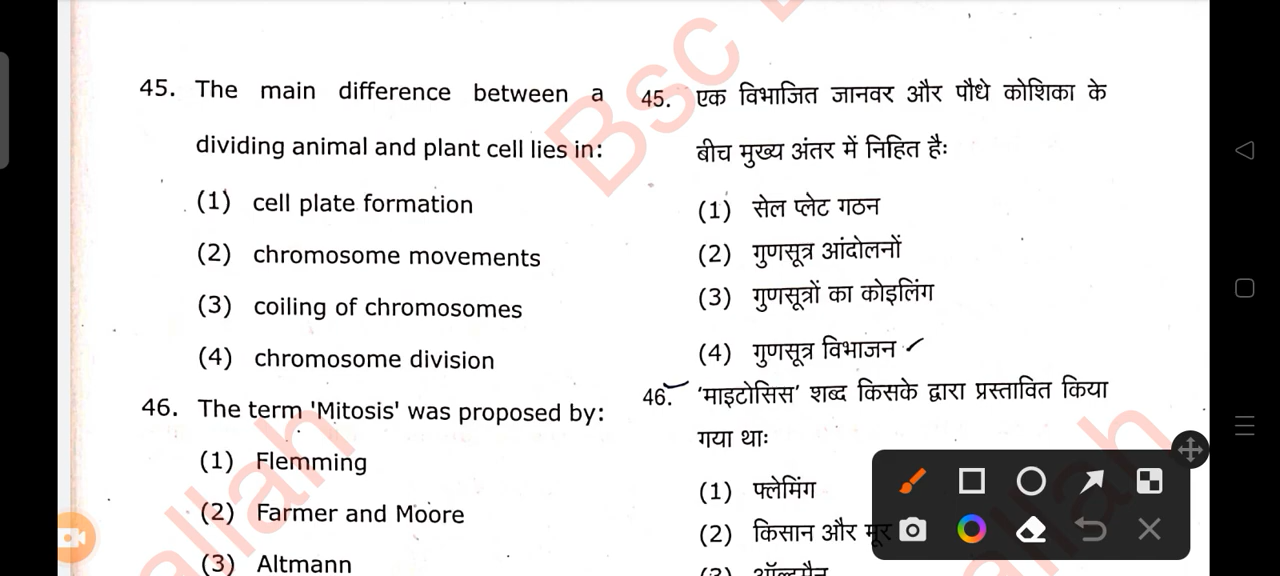 45. The main difference between a
dividing animal and plant cell lies in:
(1) cell plate formation
(2) chromosome movements
(3) coiling of chromosomes
(4) chromosome division
46. The term 'Mitosis' was proposed by:
(1) Flemming
(2) Farmer and Moore
(3) Altmann
45. एक विभाजित जानवर और पौधे कोशिका के
बीच मुख्य अंतर में निहित है:
(1) सेल प्लेट गठन
(2) गुणसूत्र आंदोलनों
(3) गुणसूत्रों का कोइलिंग
(4) गुणसूत्र विभाजन
46. 'माइटोसिस' शब्द किसके द्वारा प्रस्तावित किया
गया था:
(1) फ्लेमिंग
(2) किसान और मूर
Bsc
allah
allah